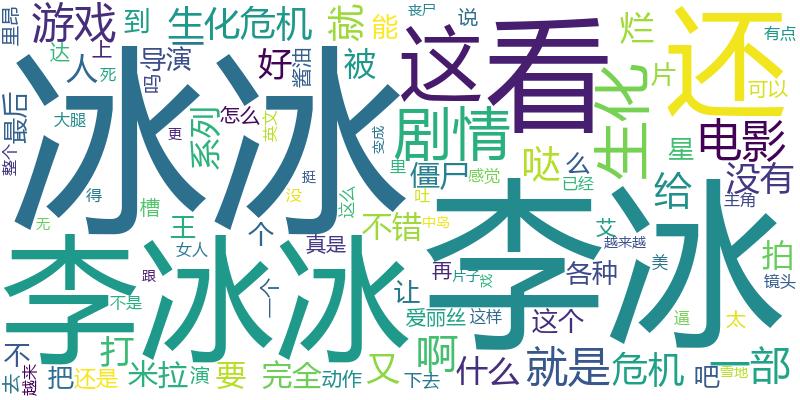 里昂
游戏
到
生化危机
就
丧尸
能
说
这
看
烂
还
有点
达
上
人
死
导演
吗
好
酱油
被
片
可以
冰冰
整个
最后
大腿
系列
怎么
更
英文
变成
剧情
生化
电影
哒
么
星
没有
僵尸
感觉
已经
给
主角
里
挺
得
没
这么
吐
槽
王
不错
中岛
无
女人
个
真是
李冰冰
李冰
艾
越来越
美
拍
镜头
再
片子
这
各种
跟
不是
让
爱丽丝
这样
这个
逼
太
不
去
越来
打
把
还是
米拉
演
要
完全
动作
又
下去
啊
什么
就是
危机
吧
雪地
一部